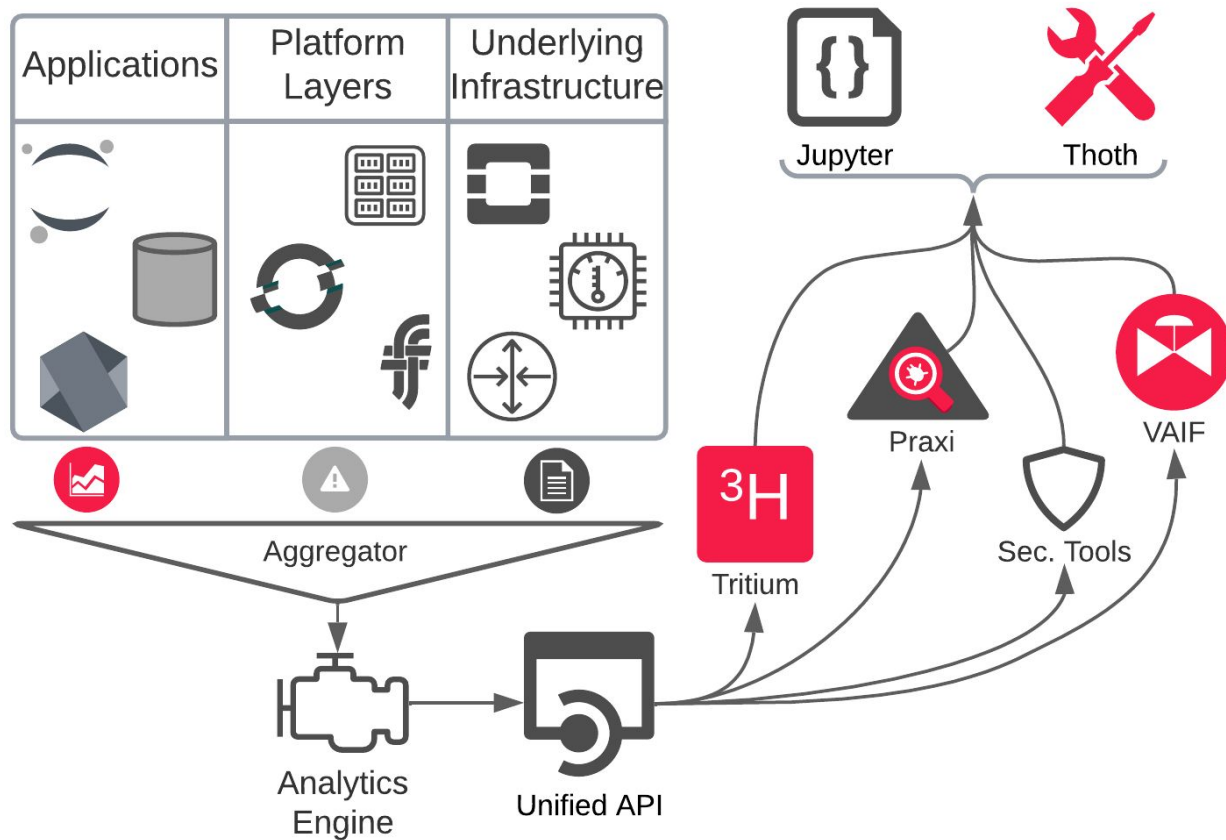 Applications
Platform
Layers
Underlying
Infrastructure
{}
Jupyter
Thoth
Aggregator
³H
Tritium
Praxi
Sec. Tools
VAIF
Analytics
Engine
Unified API